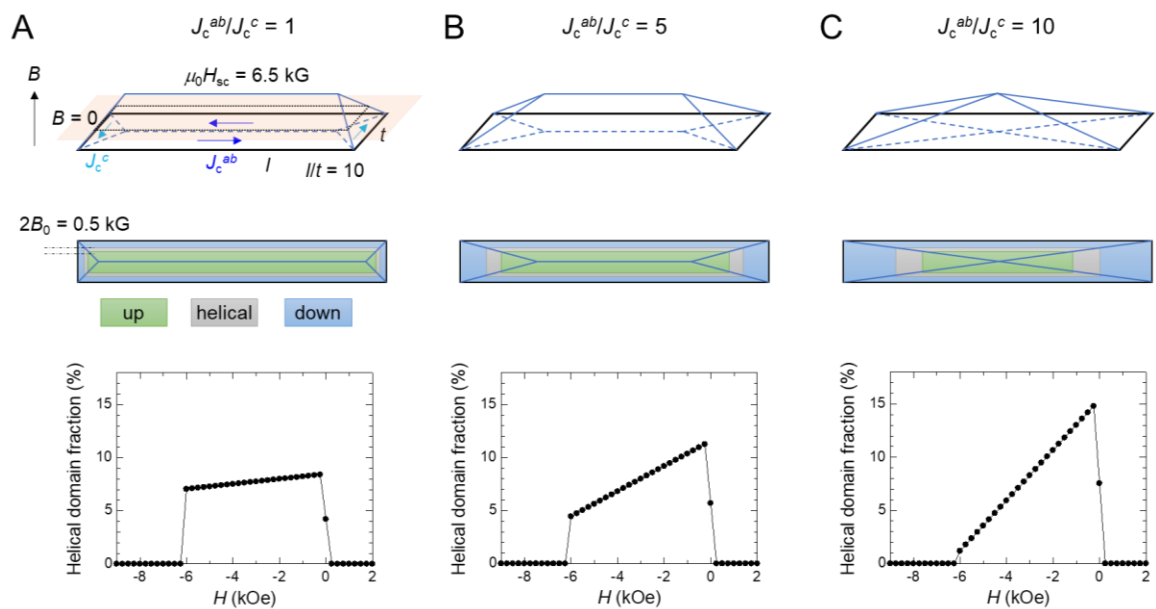 A
J_c^ab/J_c^c = 1
B
J_c^ab/J_c^c = 5
C
J_c^ab/J_c^c = 10
B
μ0Hsc = 6.5 kG
B = 0
J_c^c
J_c^ab
l
l/t = 10
t
2B0 = 0.5 kG
up
helical
down
Helical domain fraction (%)
15
10
5
0
-8 -6 -4 -2 0 2
H (kOe)
Helical domain fraction (%)
15
10
5
0
-8 -6 -4 -2 0 2
H (kOe)
Helical domain fraction (%)
15
10
5
0
-8 -6 -4 -2 0 2
H (kOe)